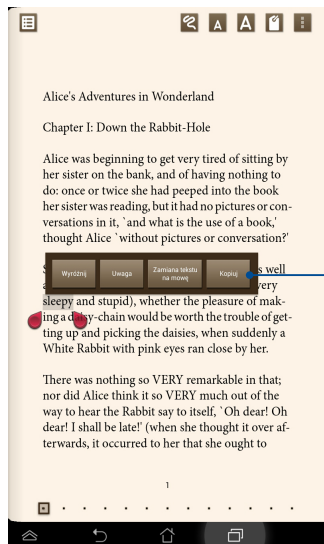 A A
Alice's Adventures in Wonderland
Chapter I: Down the Rabbit-Hole
Alice was beginning to get very tired of sitting by
her sister on the bank, and of having nothing to
do: once or twice she had peeped into the book
her sister was reading, but it had no pictures or con-
versations in it, `and what is the use of a book,'
thought Alice `without pictures or conversation?'
Wyróżnij Uwaga Zamiana tekstu na mowę Kopiuj
S s well
a very
sleepy and stupid), whether the pleasure of mak-
ing a daisy-chain would be worth the trouble of get-
ting up and picking the daisies, when suddenly a
White Rabbit with pink eyes ran close by her.
There was nothing so VERY remarkable in that;
nor did Alice think it so VERY much out of the
way to hear the Rabbit say to itself, `Oh dear! Oh
dear! I shall be late!' (when she thought it over af-
terwards, it occurred to her that she ought to
1